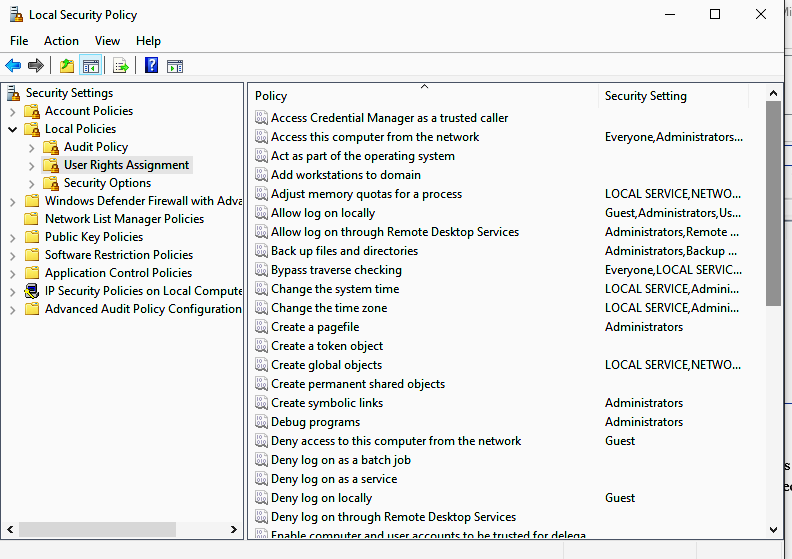 Local Security Policy
File Action View Help
Security Settings
Account Policies
Local Policies
Audit Policy
User Rights Assignment
Security Options
Windows Defender Firewall with Adva
Network List Manager Policies
Public Key Policies
Software Restriction Policies
Application Control Policies
IP Security Policies on Local Compute
Advanced Audit Policy Configuration
Policy Security Setting
Access Credential Manager as a trusted caller
Access this computer from the network Everyone,Administrators...
Act as part of the operating system
Add workstations to domain
Adjust memory quotas for a process LOCAL SERVICE,NETWO...
Allow log on locally Guest,Administrators,Us...
Allow log on through Remote Desktop Services Administrators,Remote ...
Back up files and directories Administrators,Backup ...
Bypass traverse checking Everyone,LOCAL SERVIC...
Change the system time LOCAL SERVICE,Admini...
Change the time zone LOCAL SERVICE,Admini...
Create a pagefile Administrators
Create a token object
Create global objects LOCAL SERVICE,NETWO...
Create permanent shared objects
Create symbolic links Administrators
Debug programs Administrators
Deny access to this computer from the network Guest
Deny log on as a batch job
Deny log on as a service
Deny log on locally Guest
Deny log on through Remote Desktop Services
Enable computer and user accounts to be trusted for delega